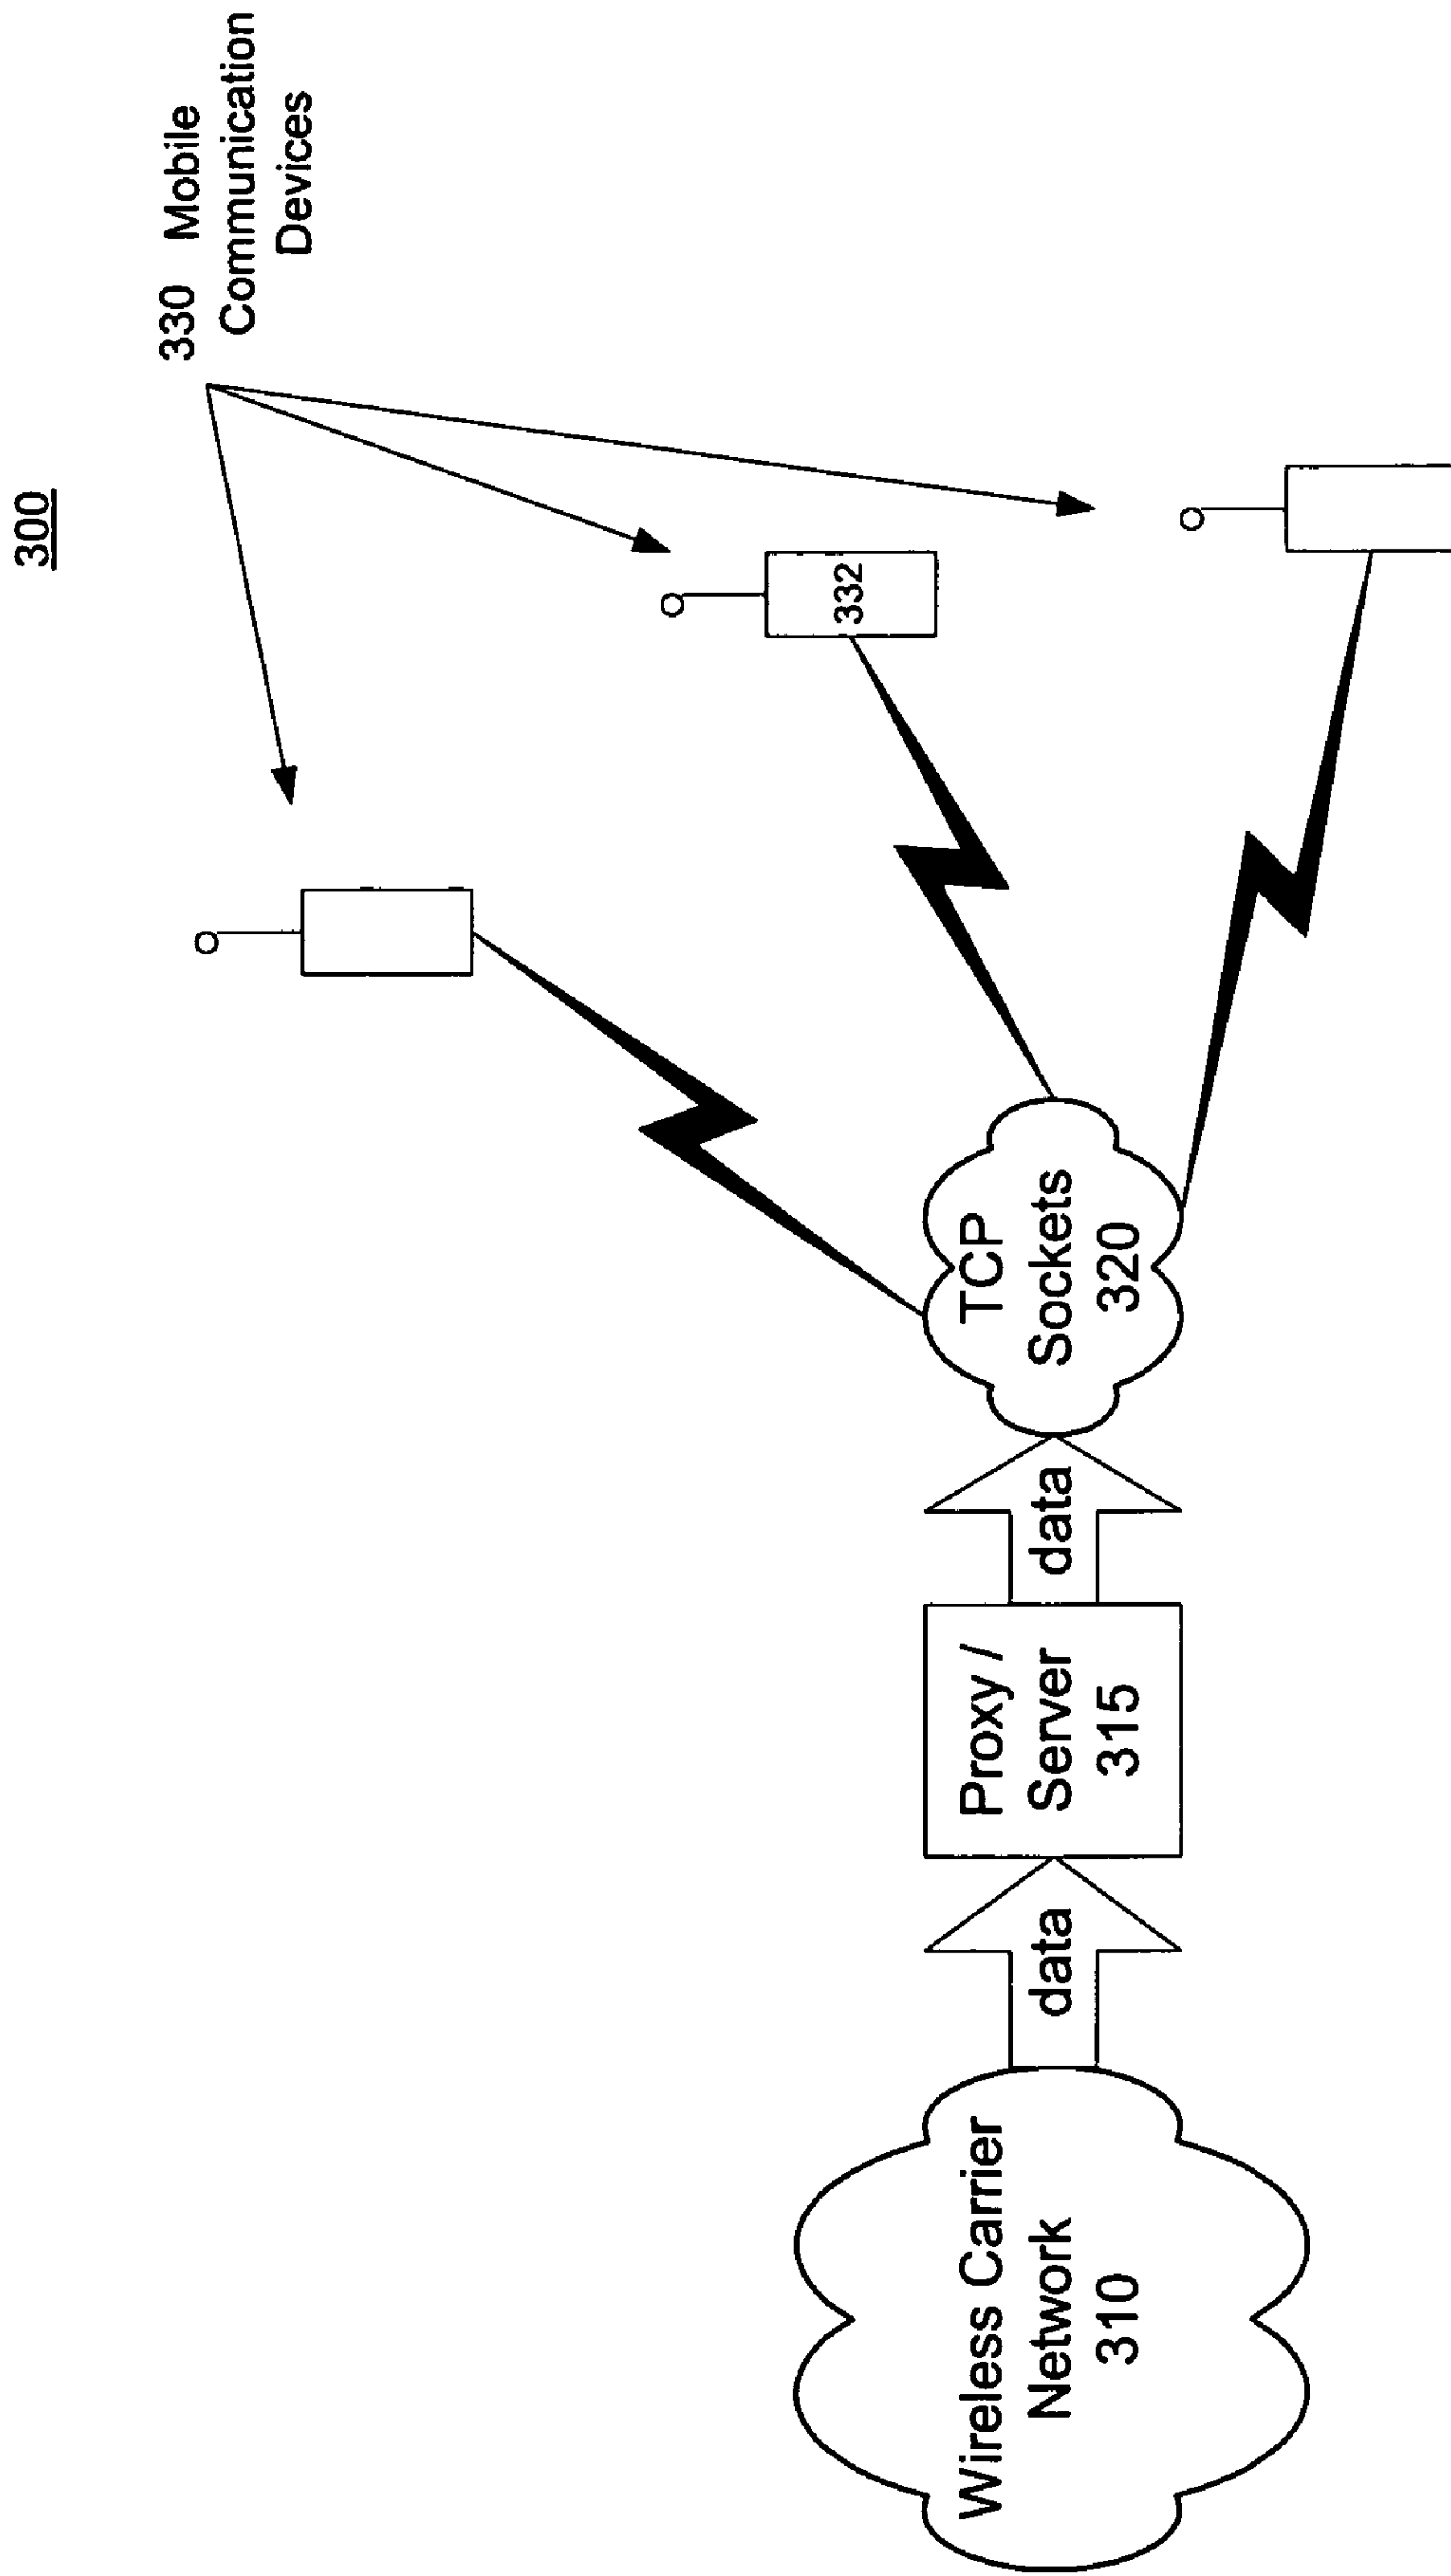 300
330 Mobile
Communication
Devices
332
TCP
Sockets
320
data
Proxy /
Server
315
data
Wireless Carrier
Network
310